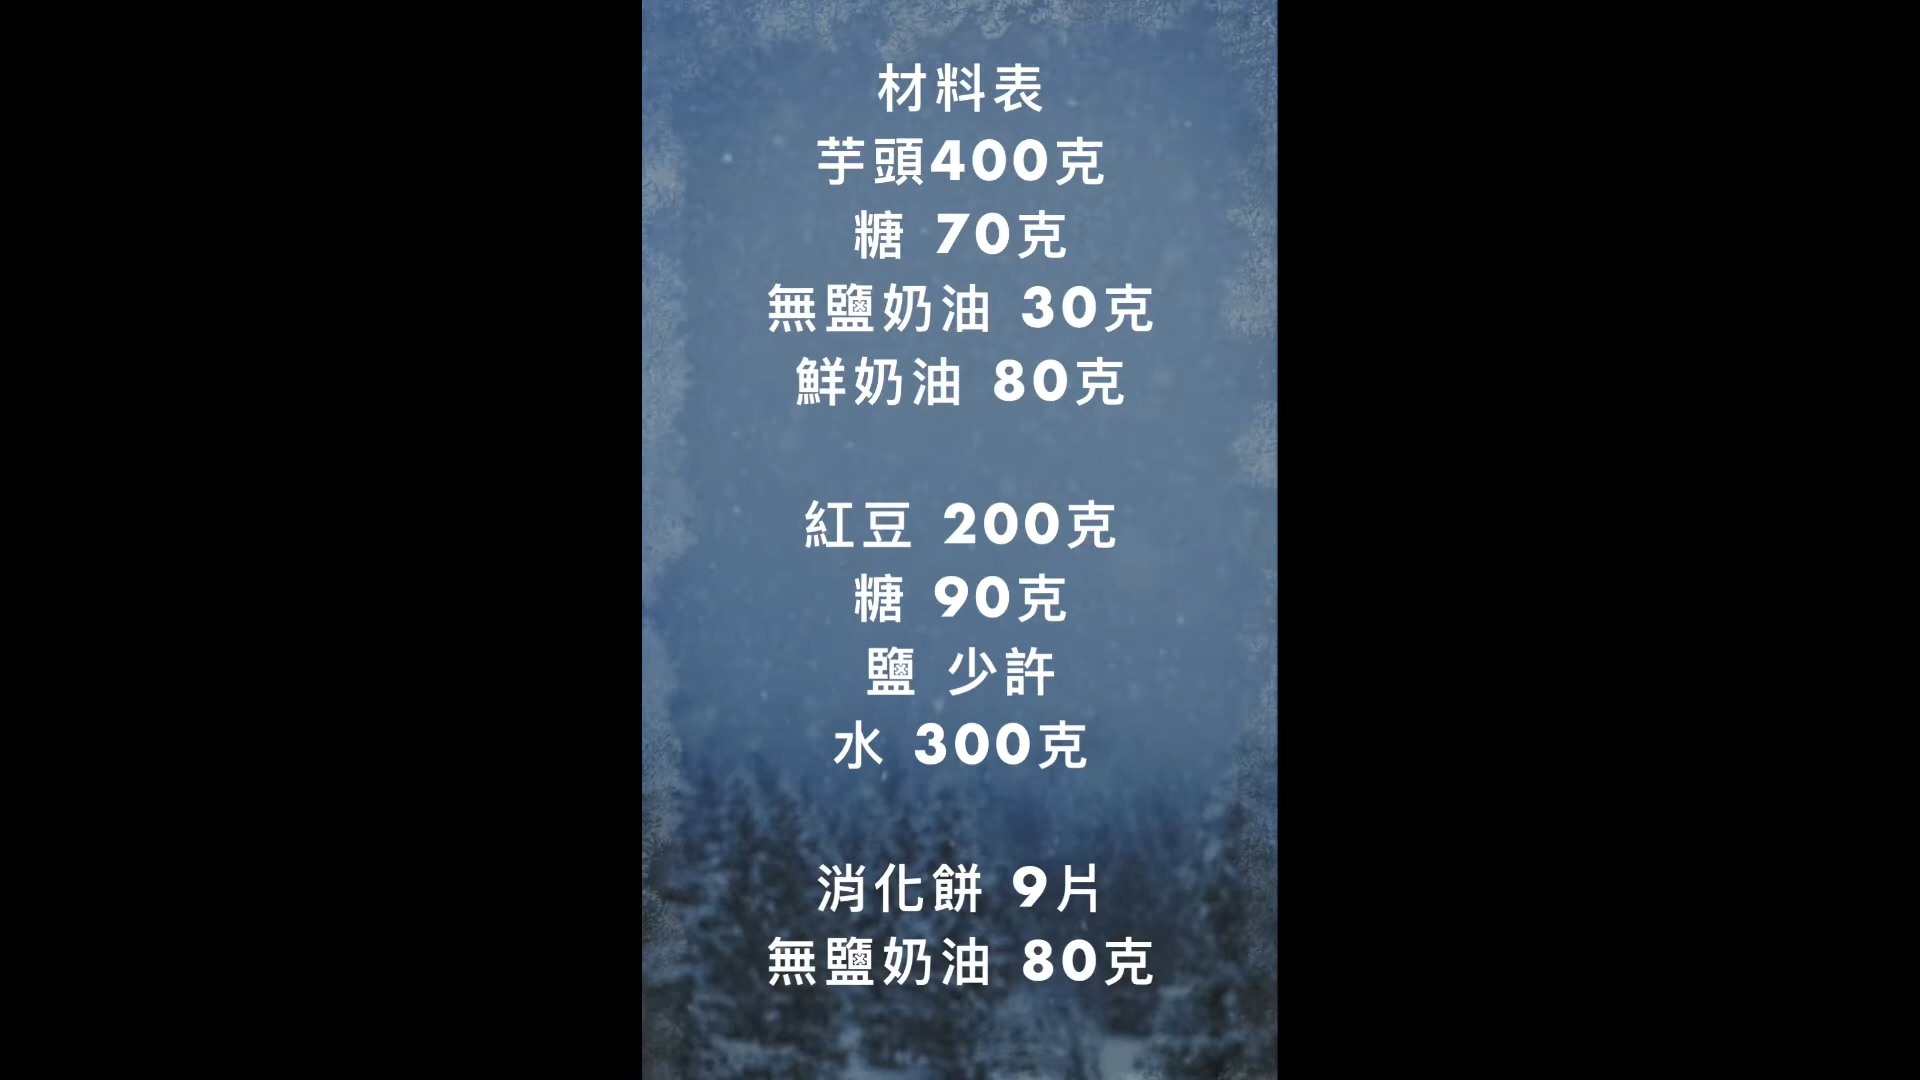 材料表
芋頭400克
糖 70克
無鹽奶油 30克
鮮奶油 80克
紅豆 200克
糖 90克
鹽 少許
水 300克
消化餅 9片
無鹽奶油 80克